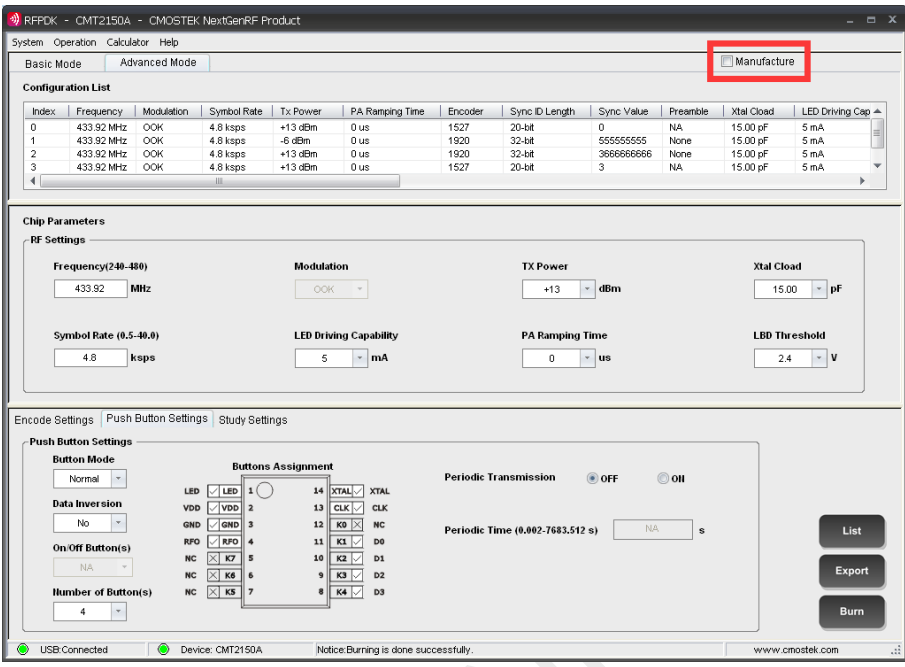 RFPDK - CMT2150A - CMOSTEK NextGenRF Product
System Operation Calculator Help
Basic Mode Advanced Mode Manufacture
Configuration List
Index Frequency Modulation Symbol Rate Tx Power PA Ramping Time Encoder Sync ID Length Sync Value Preamble Xtal Cload LED Driving Cap
0 433.92 MHz OOK 4.8 ksps +13 dBm 0 us 1527 20-bit 0 NA 15.00 pF 5 mA
1 433.92 MHz OOK 4.8 ksps -6 dBm 0 us 1920 32-bit 555555555 None 15.00 pF 5 mA
2 433.92 MHz OOK 4.8 ksps +13 dBm 0 us 1920 32-bit 3666666666 None 15.00 pF 5 mA
3 433.92 MHz OOK 4.8 ksps +13 dBm 0 us 1527 20-bit 3 NA 15.00 pF 5 mA
Chip Parameters
RF Settings
Frequency(240-480) Modulation TX Power Xtal Cload
433.92 MHz OOK +13 dBm 15.00 pF
Symbol Rate (0.5-40.0) LED Driving Capability PA Ramping Time LBD Threshold
4.8 ksps 5 mA 0 us 2.4 V
Encode Settings Push Button Settings Study Settings
Push Button Settings
Button Mode
Normal
Data Inversion
No
On/Off Button(s)
NA
Number of Button(s)
4
Buttons Assignment
LED LED 1 14 XTAL XTAL
VDD VDD 2 13 CLK CLK
GND GND 3 12 K0 NC
RFO RFO 4 11 K1 D0
NC K7 5 10 K2 D1
NC K6 6 9 K3 D2
NC K5 7 8 K4 D3
Periodic Transmission OFF ON
Periodic Time (0.002-7683.512 s) NA s
List
Export
Burn
USB:Connected Device: CMT2150A Notice:Burning is done successfully. www.cmostek.com